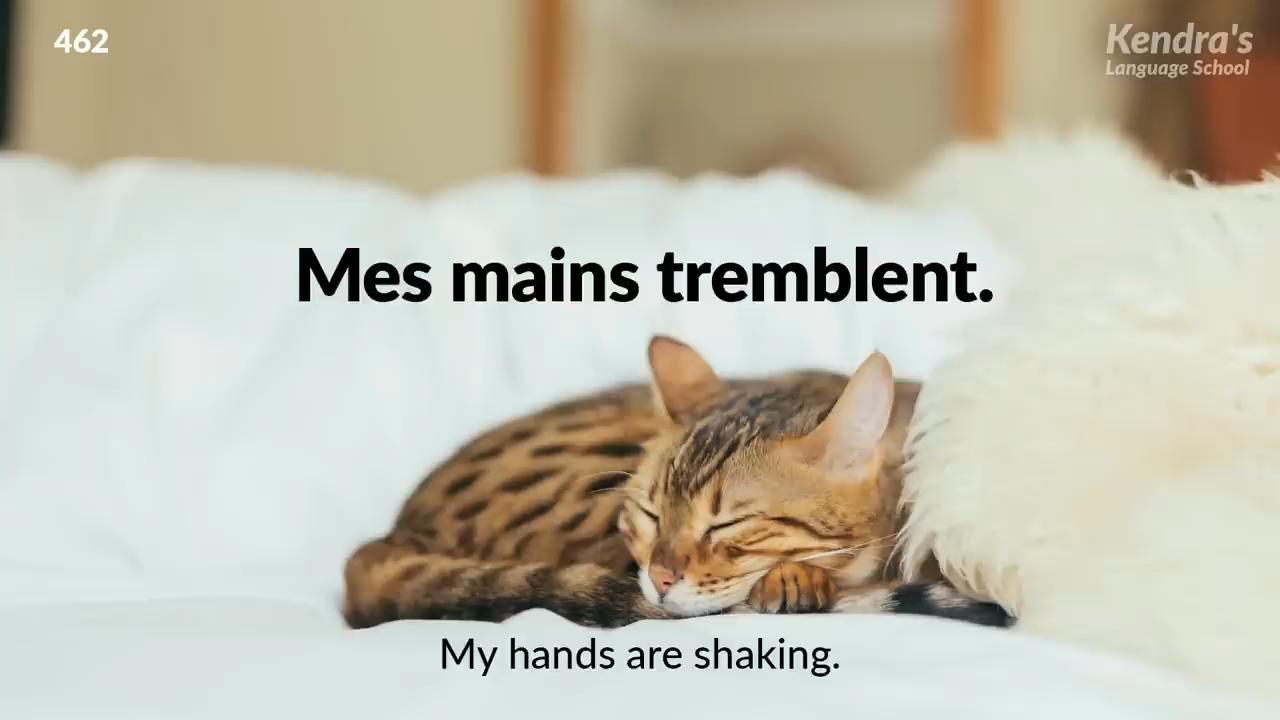 462
Kendra's
Language School
Mes mains tremblent.
My hands are shaking.